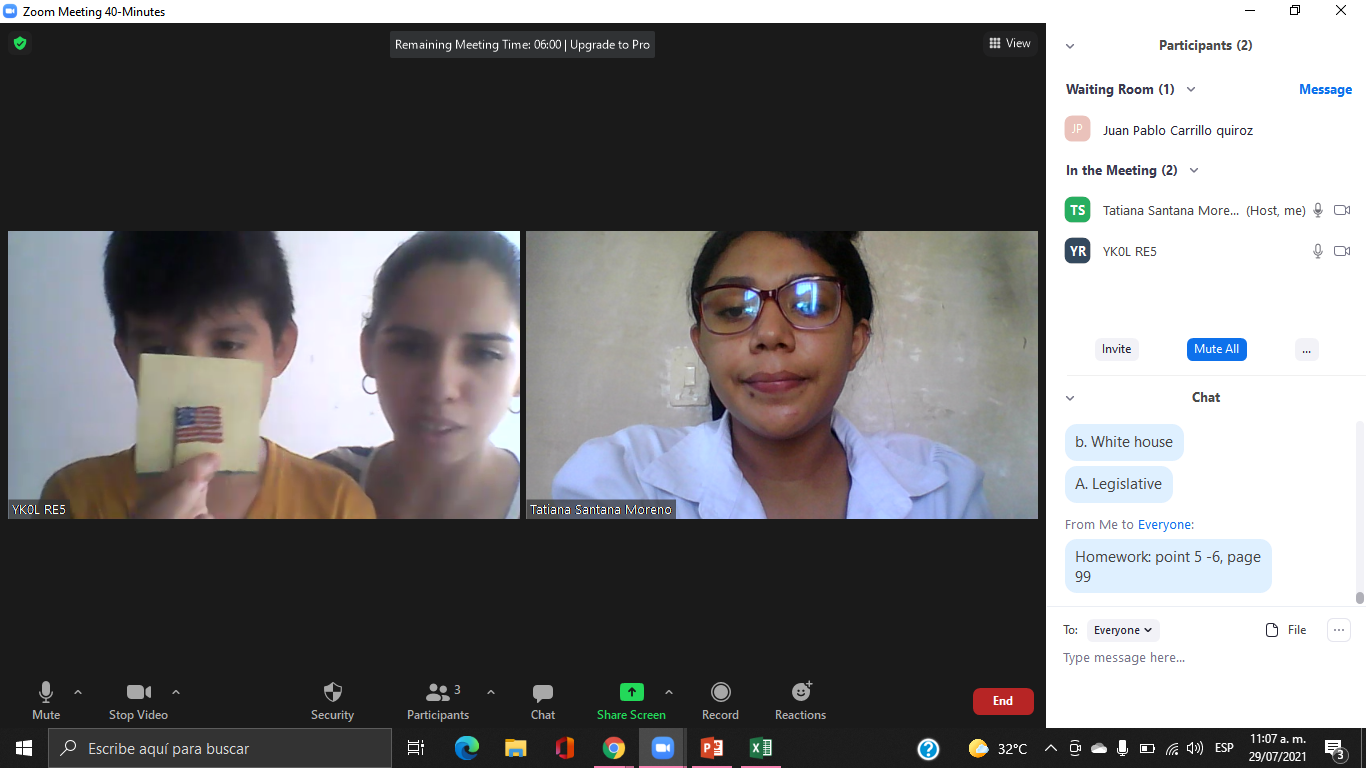 Zoom Meeting 40-Minutes
Remaining Meeting Time: 06:00 | Upgrade to Pro
View
YK0L RE5
Tatiana Santana Moreno
Participants (2)
Waiting Room (1)
Message
JP
Juan Pablo Carrillo quiroz
In the Meeting (2)
TS
Tatiana Santana More... (Host, me)
YR
YK0L RE5
Invite
Mute All
...
Chat
b. White house
A. Legislative
From Me to Everyone:
Homework: point 5 -6, page
99
To:
Everyone
File
Type message here...
Mute
Stop Video
Security
Participants
3
Chat
Share Screen
Record
Reactions
End
Escribe aquí para buscar
32°C
ESP
11:07 a. m.
29/07/2021
3